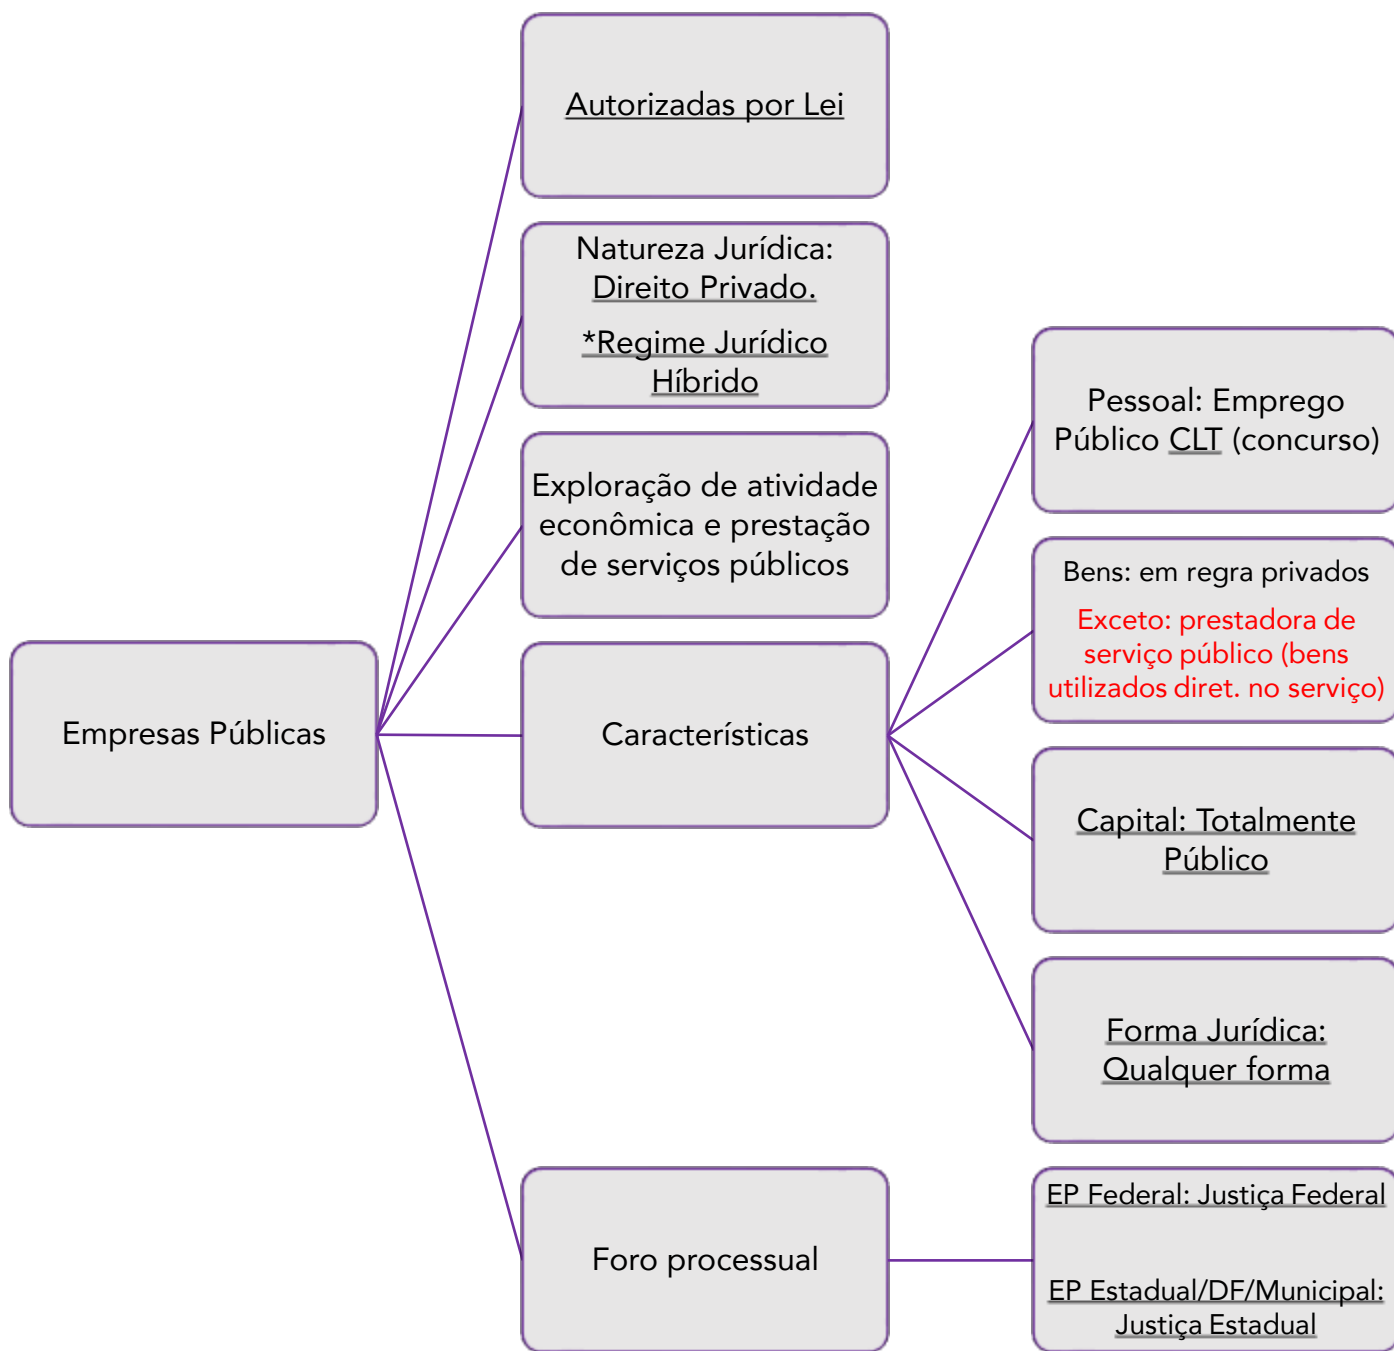 Autorizadas por Lei
Natureza Jurídica:
Direito Privado.
*Regime Jurídico
Híbrido
Exploração de atividade
econômica e prestação
de serviços públicos
Empresas Públicas
Características
Pessoal: Emprego
Público CLT (concurso)
Bens: em regra privados
Exceto: prestadora de
serviço público (bens
utilizados diret. no serviço)
Capital: Totalmente
Público
Forma Jurídica:
Qualquer forma
Foro processual
EP Federal: Justiça Federal
EP Estadual/DF/Municipal:
Justiça Estadual